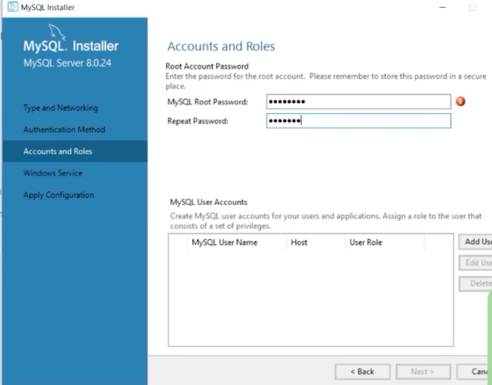 MySQL Installer
MySQL. Installer
MySQL Server 8.0.24
Type and Networking
Authentication Method
Accounts and Roles
Windows Service
Apply Configuration
Accounts and Roles
Root Account Password
Enter the password for the root account. Please remember to store this password in a secure
place.
MySQL Root Password: ●●●●●●●●
Repeat Password: ●●●●●●●
MySQL User Accounts
Create MySQL user accounts for your users and applications. Assign a role to the user that
consists of a set of privileges.
MySQL User Name Host User Role
Add Use
Edit Use
Delete
< Back Next > Canc